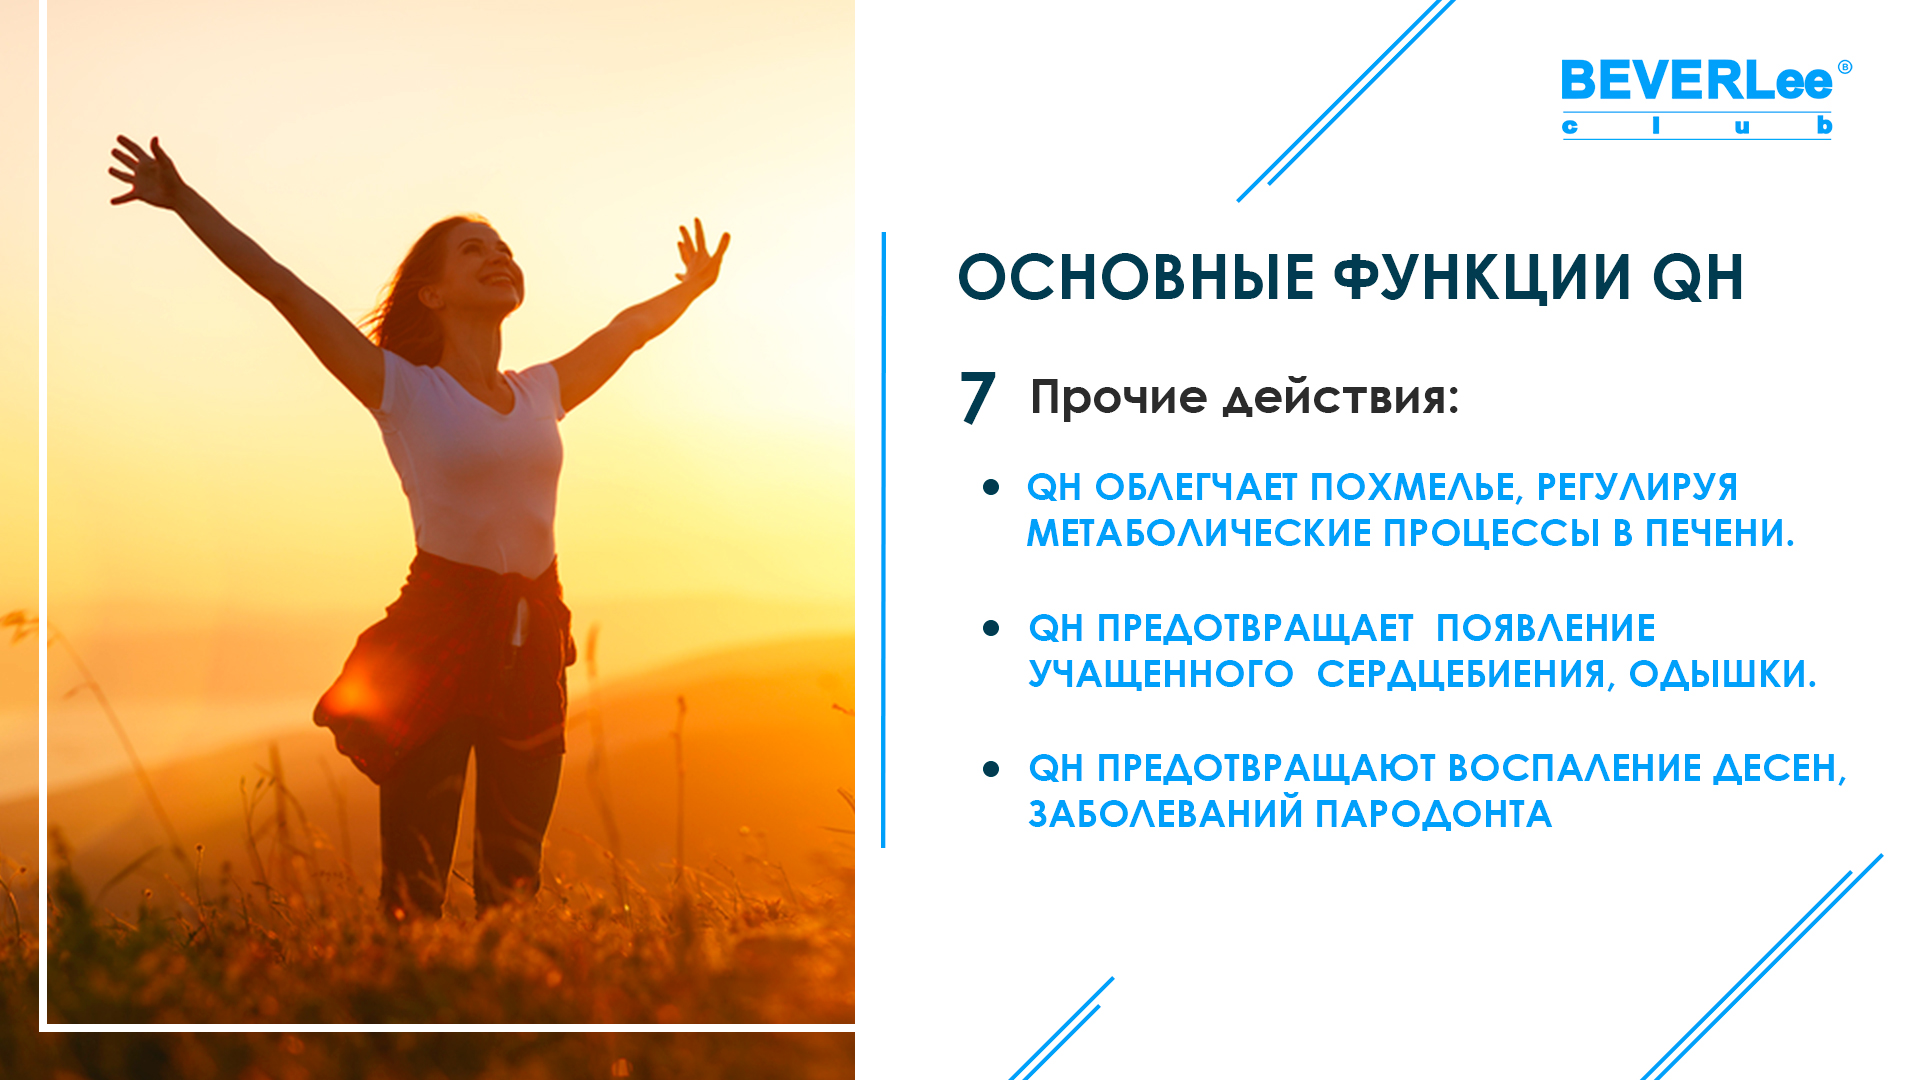 BEVERLee®
club
ОСНОВНЫЕ ФУНКЦИИ QH
7 Прочие действия:
• QH ОБЛЕГЧАЕТ ПОХМЕЛЬЕ, РЕГУЛИРУЯ
МЕТАБОЛИЧЕСКИЕ ПРОЦЕССЫ В ПЕЧЕНИ.
• QH ПРЕДОТВРАЩАЕТ ПОЯВЛЕНИЕ
УЧАЩЕННОГО СЕРДЦЕБИЕНИЯ, ОДЫШКИ.
• QH ПРЕДОТВРАЩАЮТ ВОСПАЛЕНИЕ ДЕСЕН,
ЗАБОЛЕВАНИЙ ПАРОДОНТА